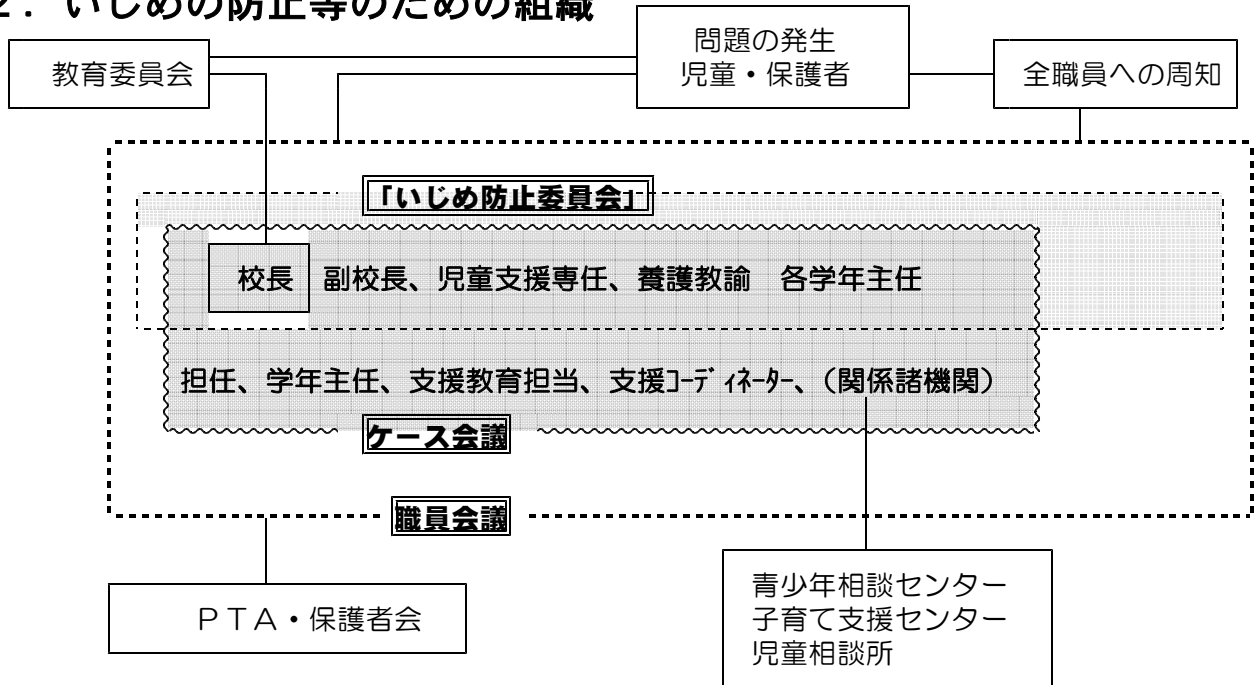 ２．いじめの防止等のための組織
教育委員会
問題の発生
児童・保護者
全職員への周知
「いじめ防止委員会」
校長 副校長、児童支援専任、養護教諭　各学年主任
担任、学年主任、支援教育担当、支援ｺｰﾃﾞｨﾈｰﾀｰ、（関係諸機関）
ケース会議
職員会議
ＰＴＡ・保護者会
青少年相談センター
子育て支援センター
児童相談所